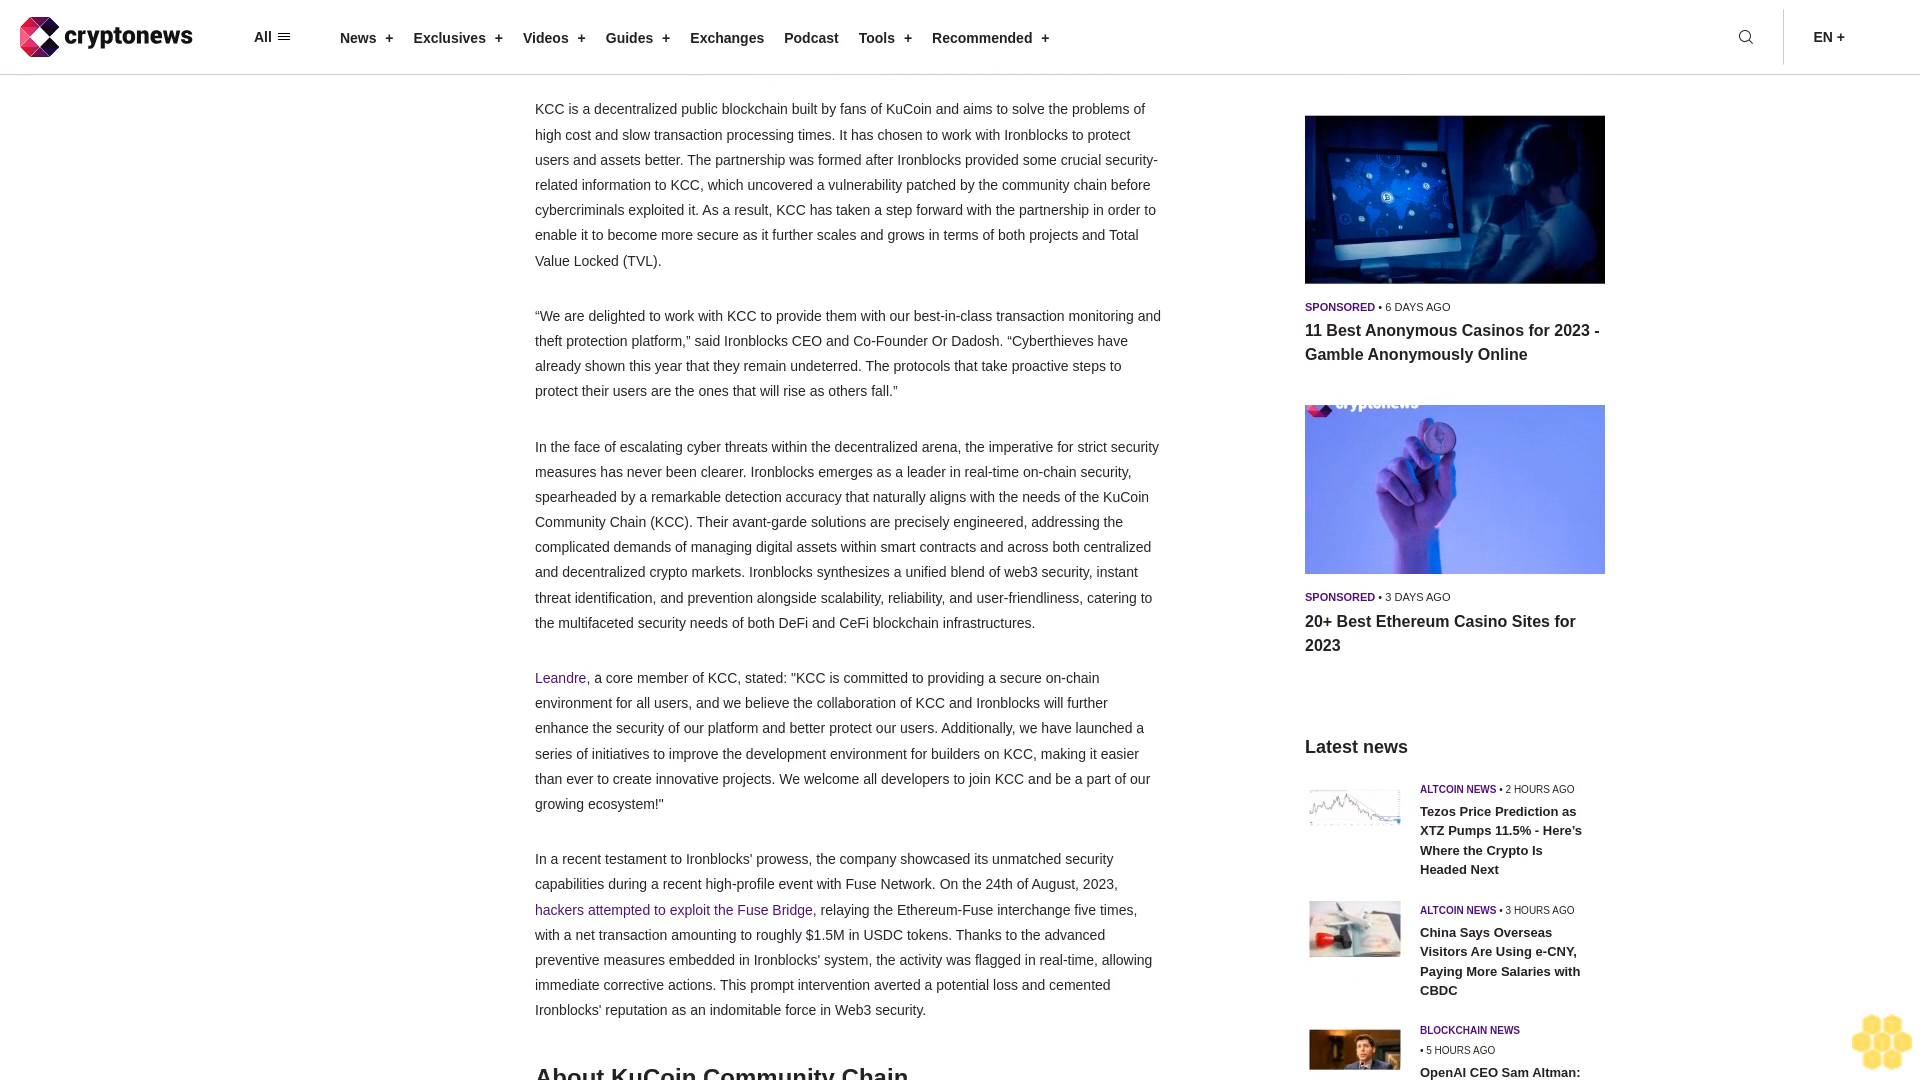 cryptonews
All
News +
Exclusives +
Videos +
Guides +
Exchanges
Podcast
Tools +
Recommended +
EN +
KCC is a decentralized public blockchain built by fans of KuCoin and aims to solve the problems of
high cost and slow transaction processing times. It has chosen to work with Ironblocks to protect
users and assets better. The partnership was formed after Ironblocks provided some crucial security-
related information to KCC, which uncovered a vulnerability patched by the community chain before
cybercriminals exploited it. As a result, KCC has taken a step forward with the partnership in order to
enable it to become more secure as it further scales and grows in terms of both projects and Total
Value Locked (TVL).
“We are delighted to work with KCC to provide them with our best-in-class transaction monitoring and
theft protection platform,” said Ironblocks CEO and Co-Founder Or Dadosh. “Cyberthieves have
already shown this year that they remain undeterred. The protocols that take proactive steps to
protect their users are the ones that will rise as others fall.”
In the face of escalating cyber threats within the decentralized arena, the imperative for strict security
measures has never been clearer. Ironblocks emerges as a leader in real-time on-chain security,
spearheaded by a remarkable detection accuracy that naturally aligns with the needs of the KuCoin
Community Chain (KCC). Their avant-garde solutions are precisely engineered, addressing the
complicated demands of managing digital assets within smart contracts and across both centralized
and decentralized crypto markets. Ironblocks synthesizes a unified blend of web3 security, instant
threat identification, and prevention alongside scalability, reliability, and user-friendliness, catering to
the multifaceted security needs of both DeFi and CeFi blockchain infrastructures.
Leandre, a core member of KCC, stated: "KCC is committed to providing a secure on-chain
environment for all users, and we believe the collaboration of KCC and Ironblocks will further
enhance the security of our platform and better protect our users. Additionally, we have launched a
series of initiatives to improve the development environment for builders on KCC, making it easier
than ever to create innovative projects. We welcome all developers to join KCC and be a part of our
growing ecosystem!"
In a recent testament to Ironblocks' prowess, the company showcased its unmatched security
capabilities during a recent high-profile event with Fuse Network. On the 24th of August, 2023,
hackers attempted to exploit the Fuse Bridge, relaying the Ethereum-Fuse interchange five times,
with a net transaction amounting to roughly $1.5M in USDC tokens. Thanks to the advanced
preventive measures embedded in Ironblocks' system, the activity was flagged in real-time, allowing
immediate corrective actions. This prompt intervention averted a potential loss and cemented
Ironblocks' reputation as an indomitable force in Web3 security.
About KuCoin Community Chain
SPONSORED • 6 DAYS AGO
11 Best Anonymous Casinos for 2023 -
Gamble Anonymously Online
cryptonews
SPONSORED • 3 DAYS AGO
20+ Best Ethereum Casino Sites for
2023
Latest news
ALTCOIN NEWS • 2 HOURS AGO
Tezos Price Prediction as
XTZ Pumps 11.5% - Here’s
Where the Crypto Is
Headed Next
ALTCOIN NEWS • 3 HOURS AGO
China Says Overseas
Visitors Are Using e-CNY,
Paying More Salaries with
CBDC
BLOCKCHAIN NEWS
• 5 HOURS AGO
OpenAI CEO Sam Altman: